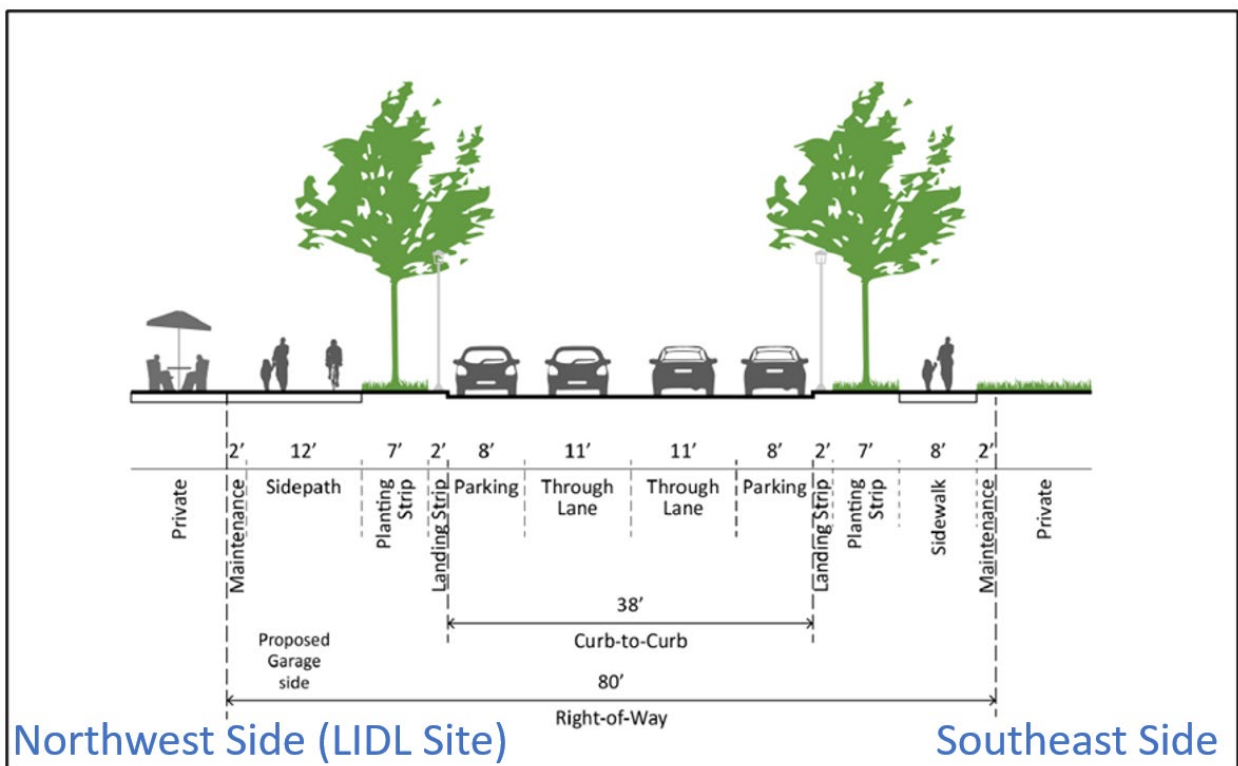 2’ 12’ 7’ 2’ 8’ 11’ 11’ 8’ 2’ 7’ 8’ 2’
Private
Maintenance
Sidepath
Planting
Strip
Landing Strip
Parking
Through
Lane
Through
Lane
Parking
Landing Strip
Planting
Strip
Sidewalk
Maintenance
Private
38’
Curb-to-Curb
Proposed
Garage
side
80’
Right-of-Way
Northwest Side (LIDL Site)
Southeast Side